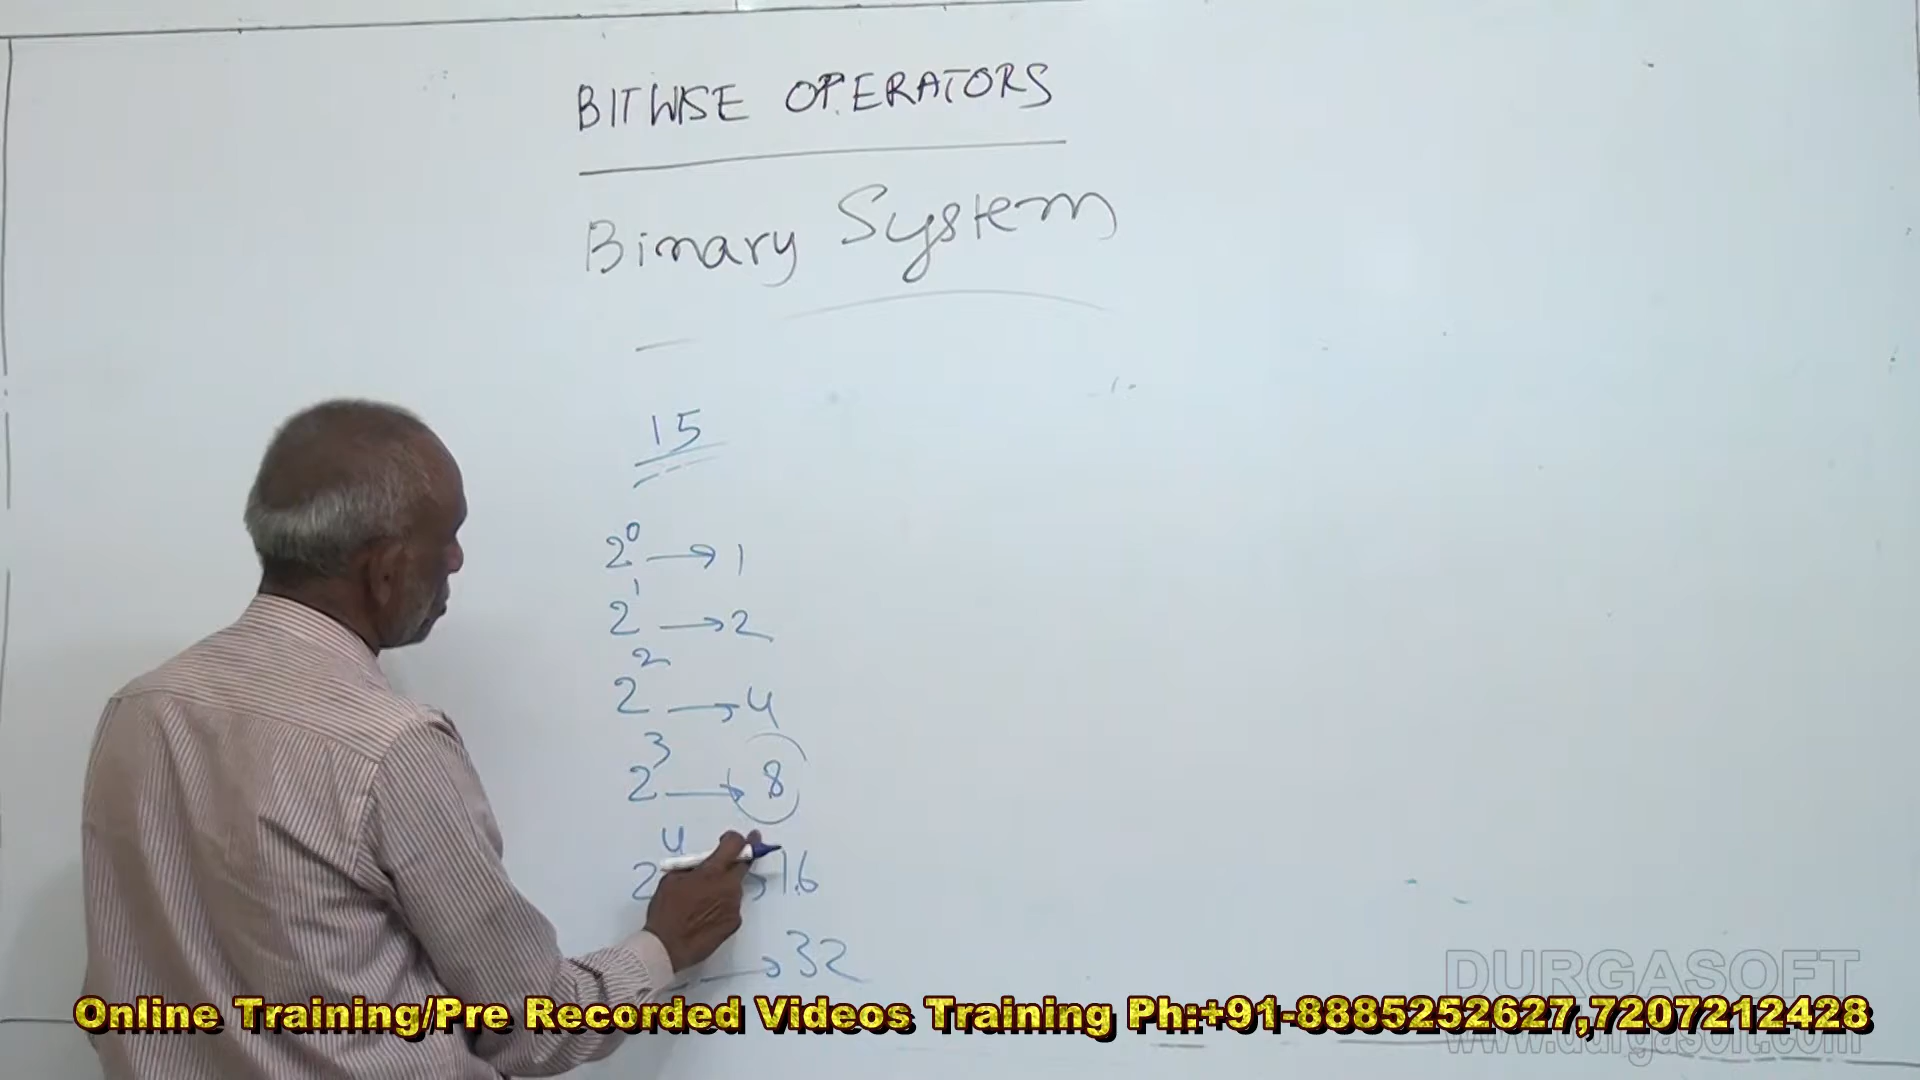 BITWISE OPERATORS
Binary System
15
2⁰ → 1
2¹ → 2
2² → 4
2³ → 8
2⁴ → 16
→ 32
DURGASOFT
www.durgasoft.com
Online Training/Pre Recorded Videos Training Ph:+91-8885252627,7207212428